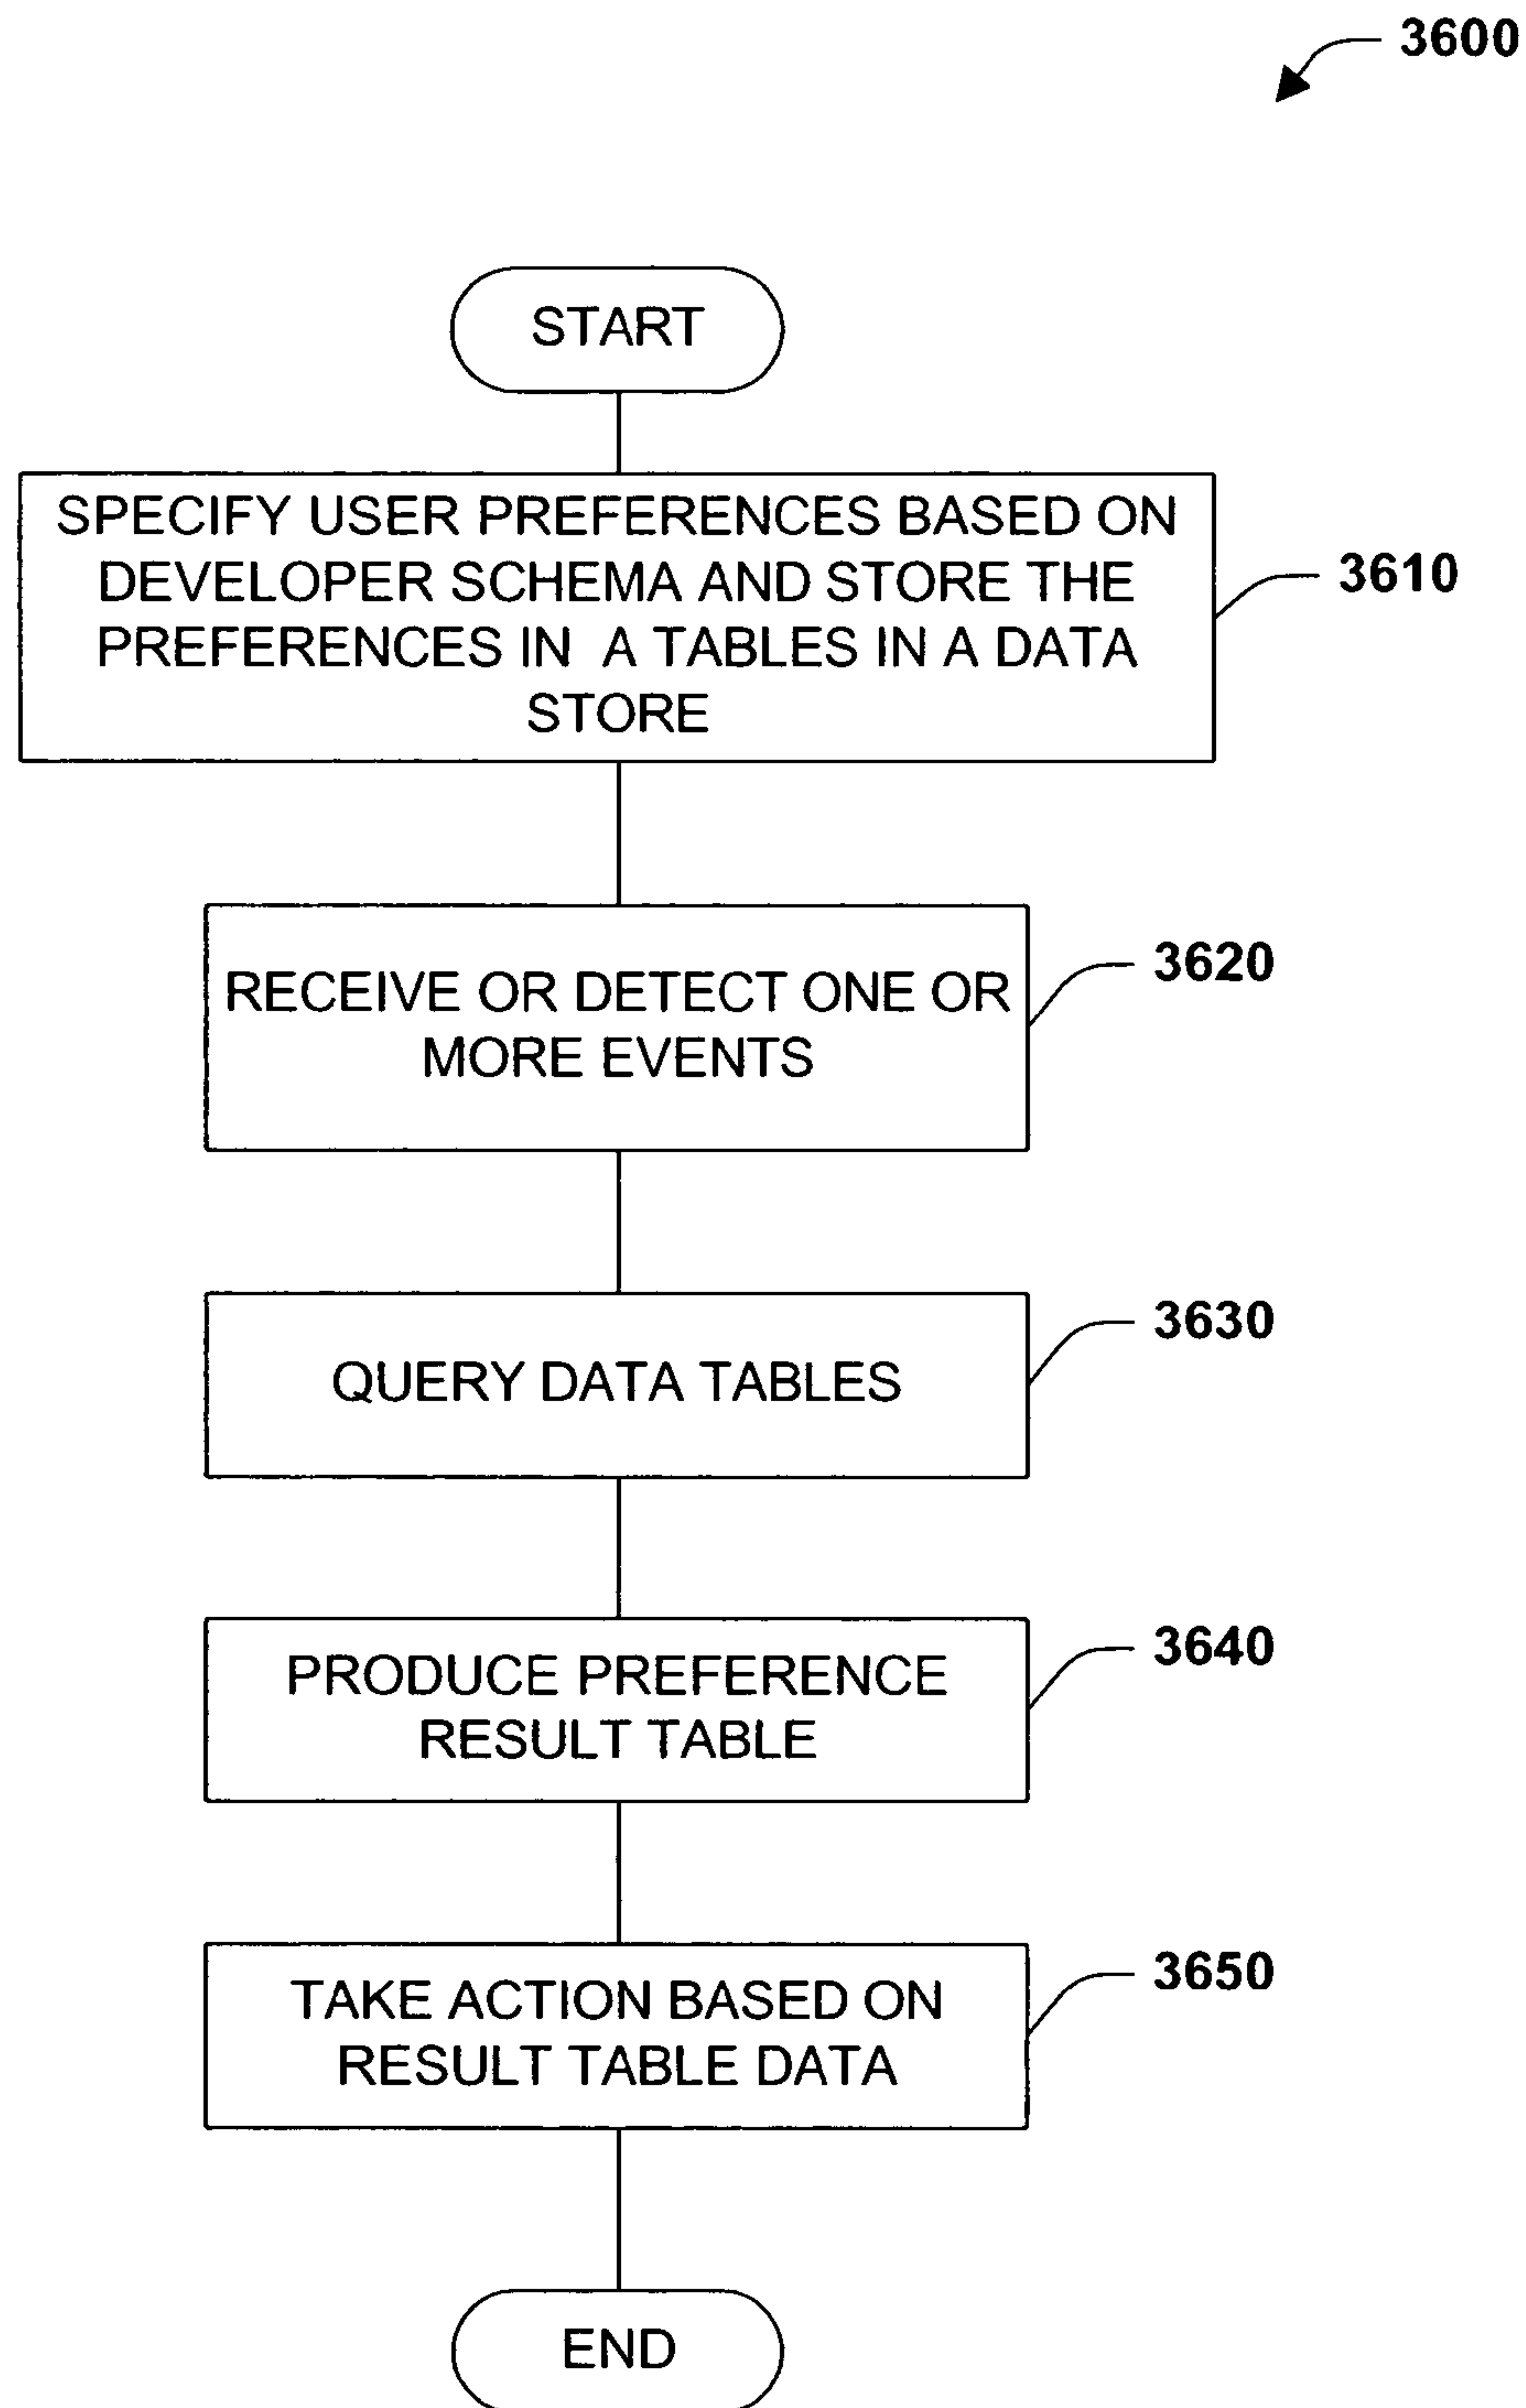 3600
START
SPECIFY USER PREFERENCES BASED ON
DEVELOPER SCHEMA AND STORE THE
PREFERENCES IN A TABLES IN A DATA
STORE
3610
RECEIVE OR DETECT ONE OR
MORE EVENTS
3620
QUERY DATA TABLES
3630
PRODUCE PREFERENCE
RESULT TABLE
3640
TAKE ACTION BASED ON
RESULT TABLE DATA
3650
END